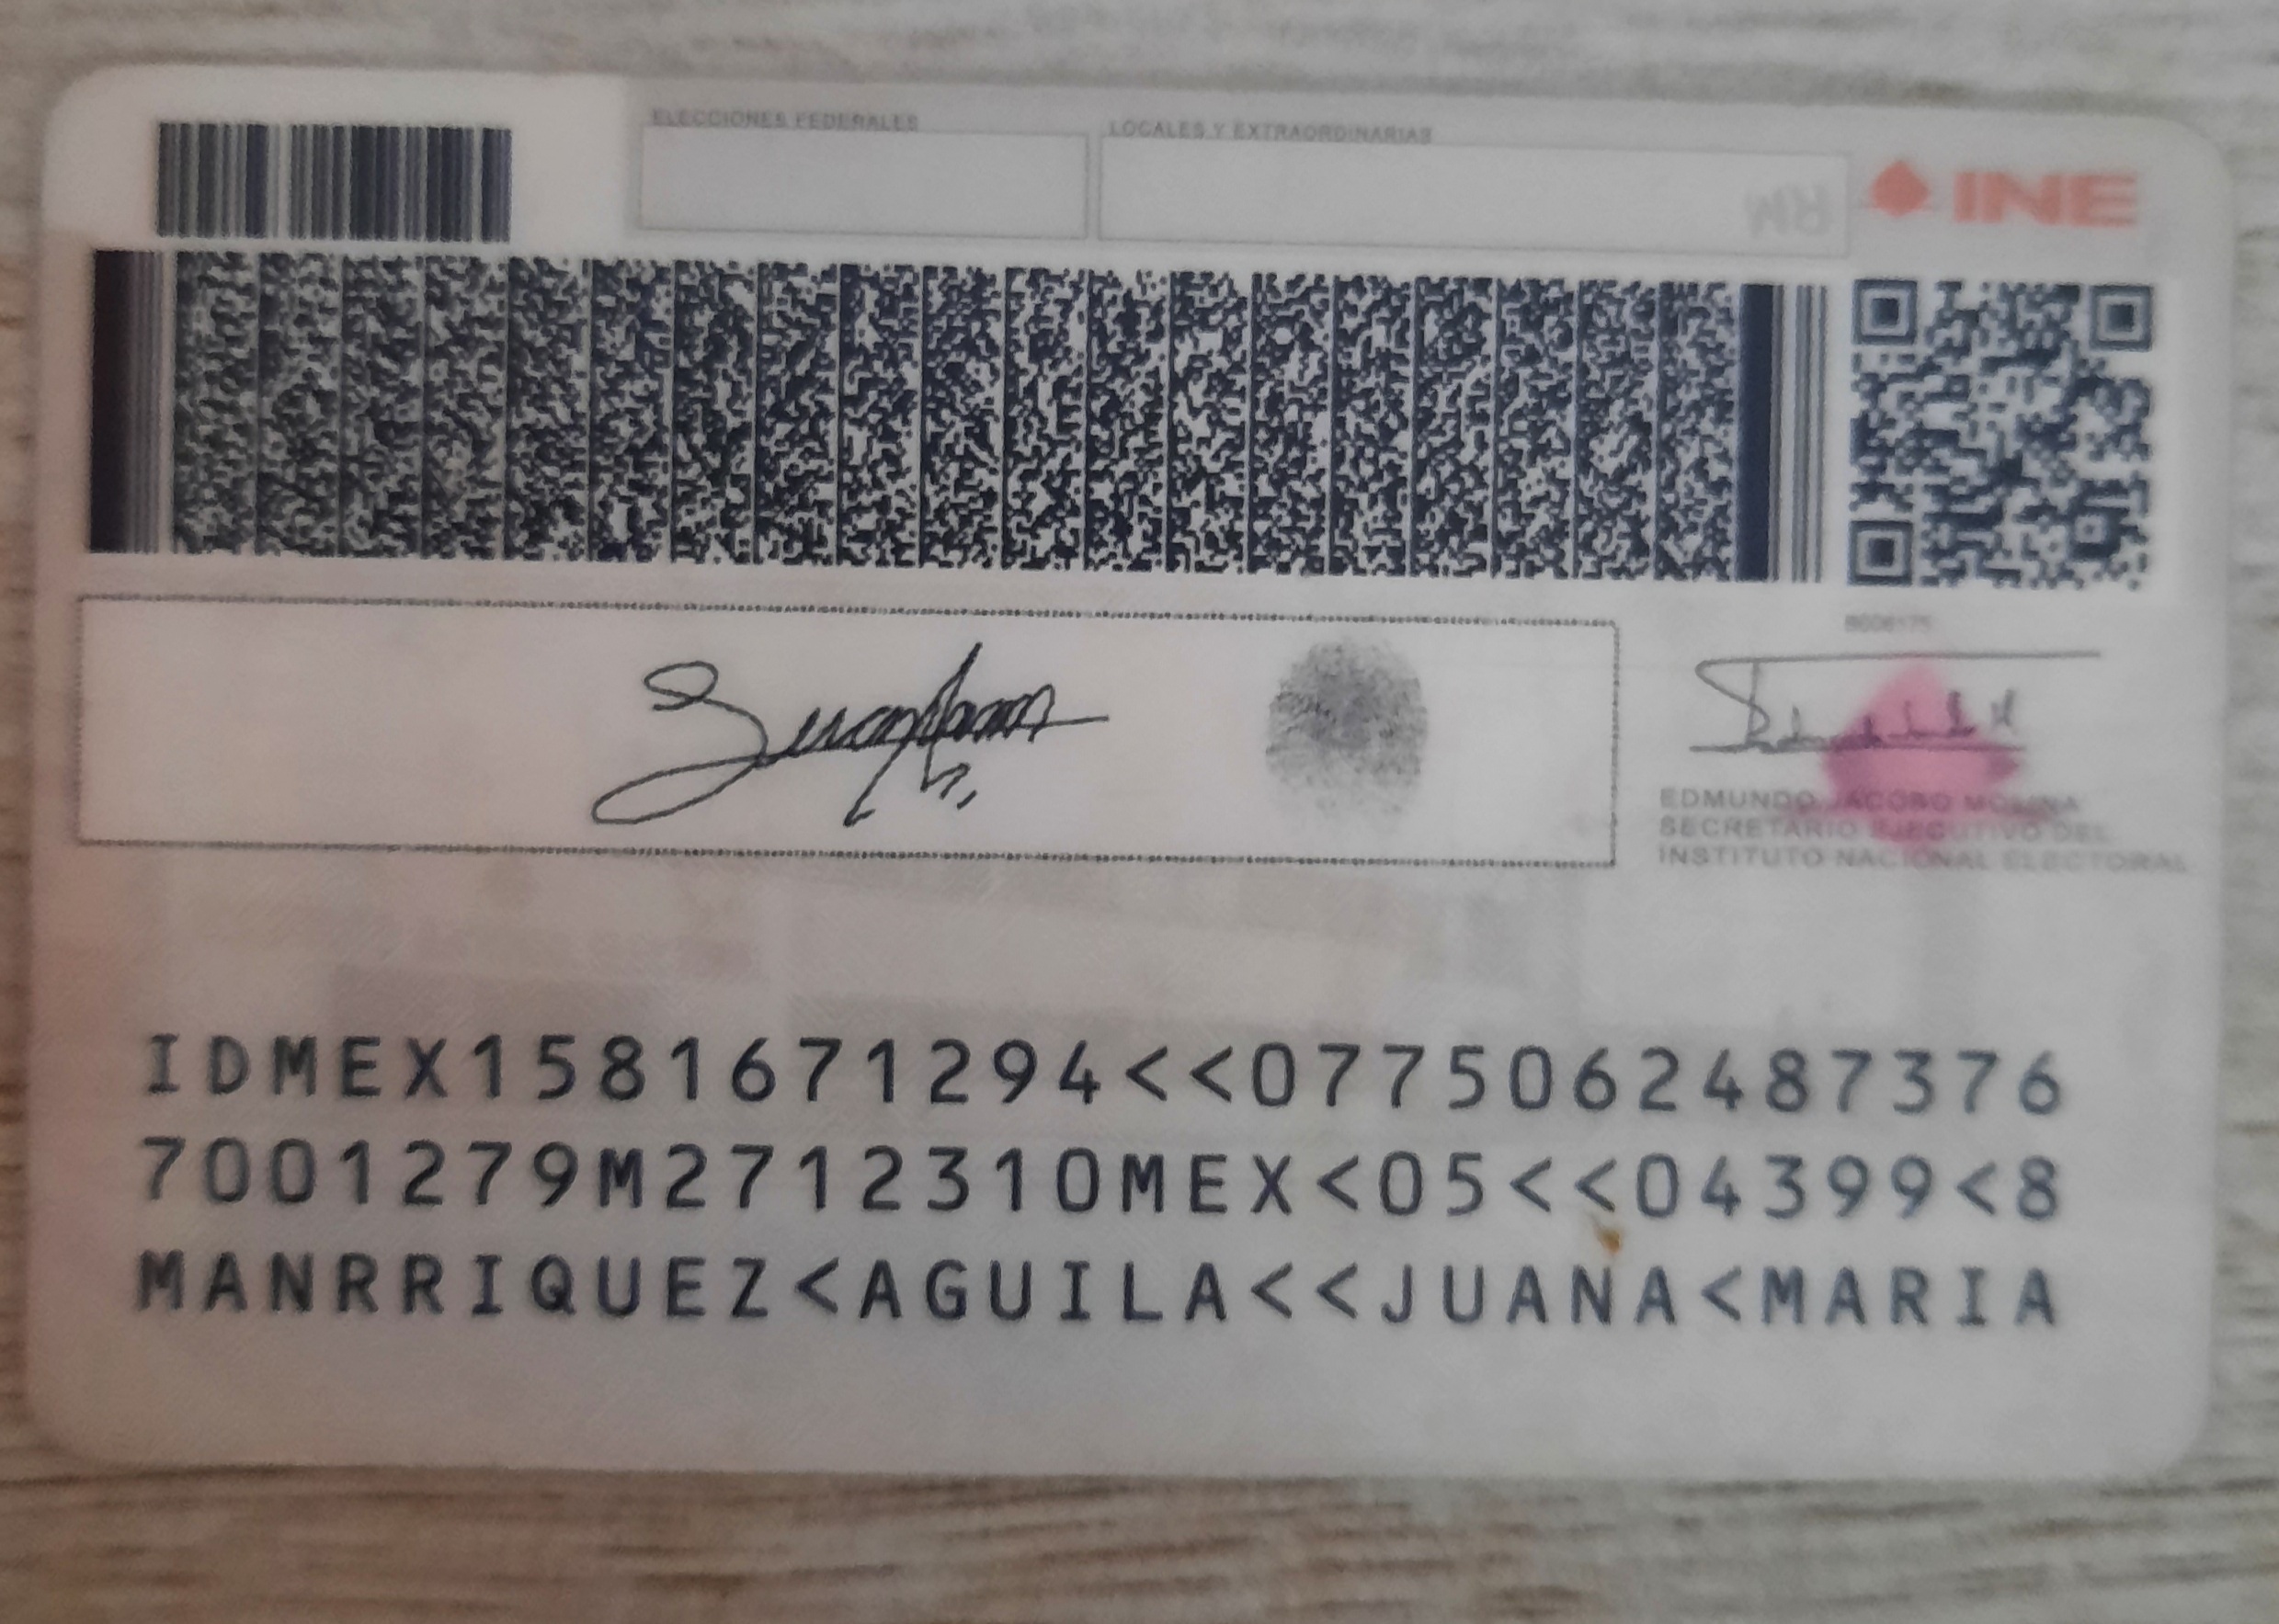 ELECCIONES FEDERALES
LOCALES Y EXTRAORDINARIAS
INE
EDMUNDO JACOBO MOLINA
SECRETARIO EJECUTIVO DEL
INSTITUTO NACIONAL ELECTORAL
IDMEX1581671294<<0775062487376
7001279M2712310MEX<05<<04399<8
MANRRIQUEZ<AGUILA<<JUANA<MARIA